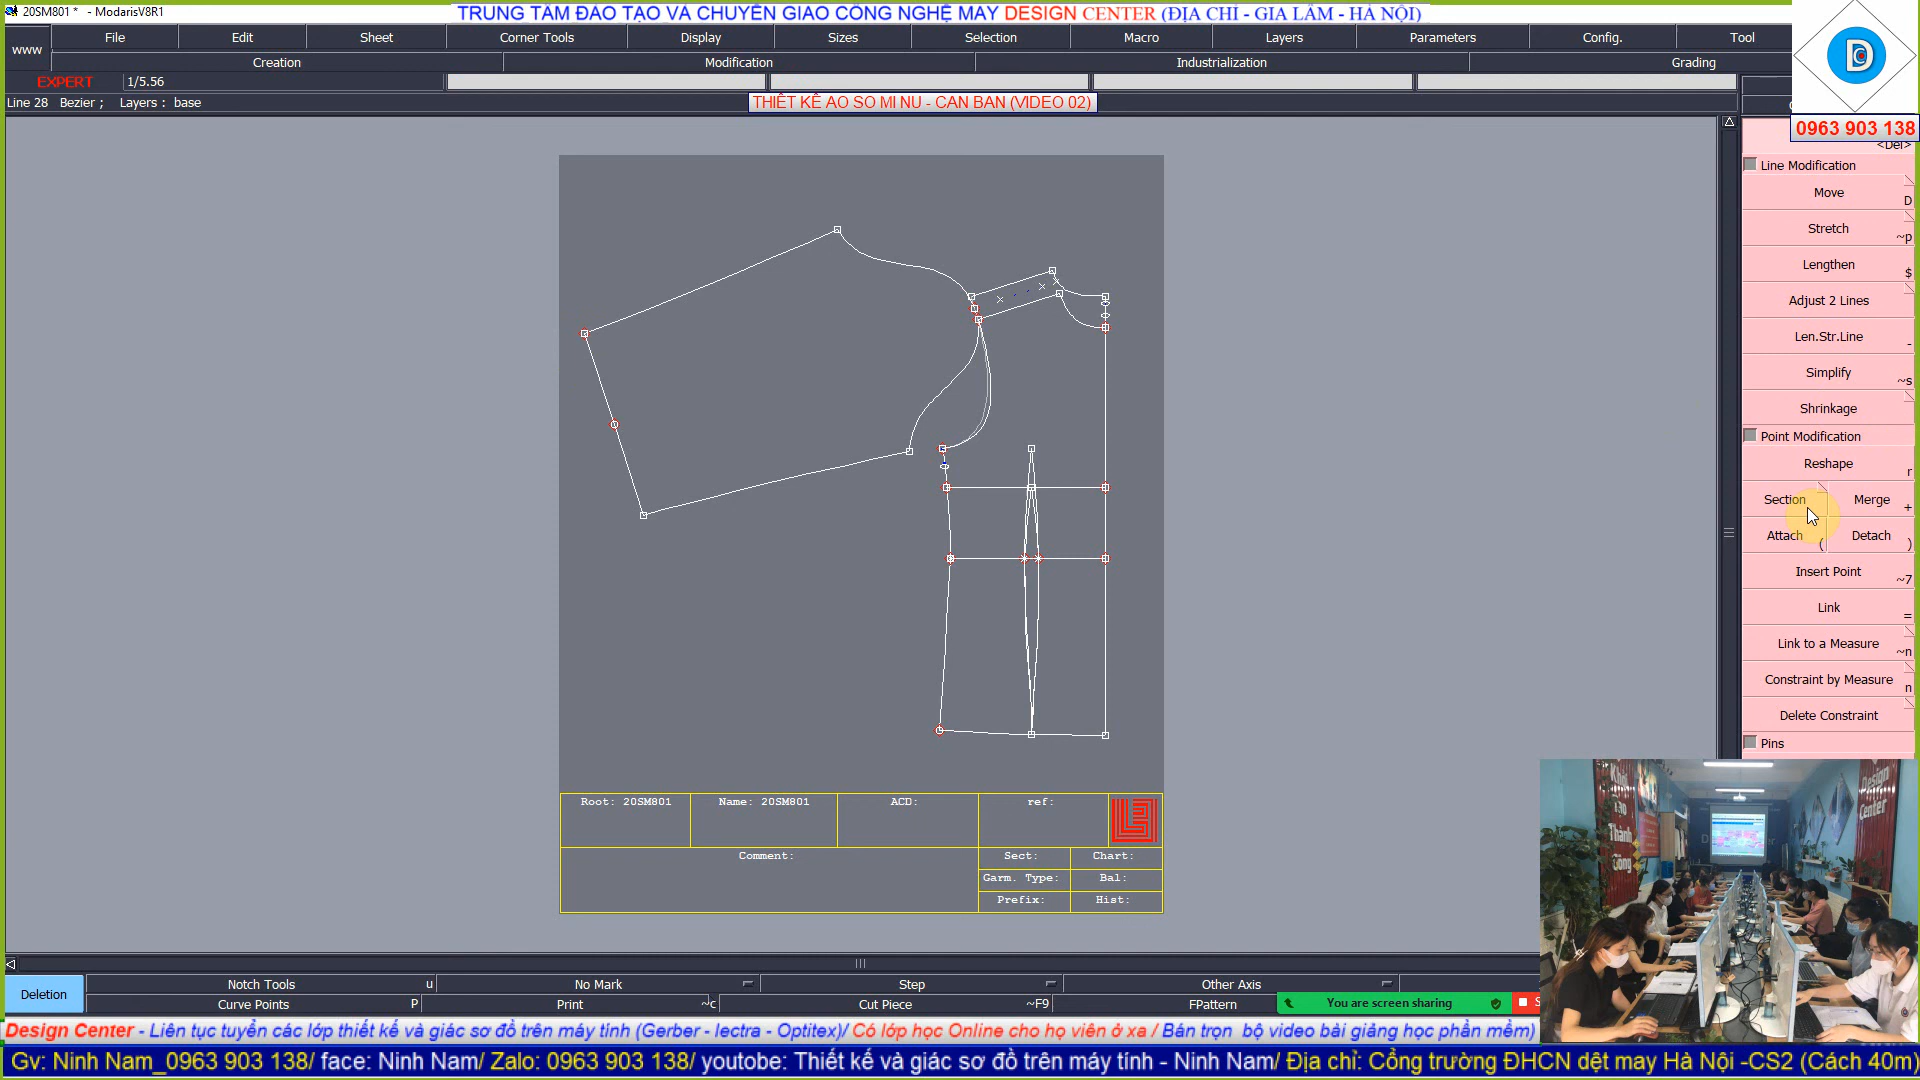 20SM801 * - ModarisV8R1
TRUNG TÂM ĐÀO TẠO VÀ CHUYỂN GIAO CÔNG NGHỆ MAY DESIGN CENTER (ĐỊA CHỈ - GIA LÂM - HÀ NỘI)
www
File
Edit
Sheet
Corner Tools
Display
Sizes
Selection
Macro
Layers
Parameters
Config.
Tool
Creation
Modification
Industrialization
Grading
EXPERT
1/5.56
Line 28 Bezier ; Layers : base
THIẾT KẾ ÁO SƠ MI NỮ - CĂN BẢN (VIDEO 02)
0963 903 138
<Del>
Line Modification
Move D
Stretch ~p
Lengthen $
Adjust 2 Lines
Len.Str.Line -
Simplify ~s
Shrinkage
Point Modification
Reshape r
Section
Merge +
Attach (
Detach )
Insert Point ~7
Link =
Link to a Measure ~n
Constraint by Measure n
Delete Constraint
Pins
Root: 20SM801
Name: 20SM801
ACD:
ref:
Comment:
Sect:
Chart:
Garm. Type:
Bal:
Prefix:
Hist:
Design Center
Deletion
Notch Tools u
No Mark
Step
Other Axis
Curve Points P
Print ~c
Cut Piece ~F9
FPattern
You are screen sharing
Design Center - Liên tục tuyển các lớp thiết kế và giác sơ đồ trên máy tính (Gerber - lectra - Optitex)/ Có lớp học Online cho họ viên ở xa / Bán trọn bộ video bài giảng học phần mềm)
Gv: Ninh Nam_0963 903 138/ face: Ninh Nam/ Zalo: 0963 903 138/ youtobe: Thiết kế và giác sơ đồ trên máy tính - Ninh Nam/ Địa chỉ: Cổng trường ĐHCN dệt may Hà Nội -CS2 (Cách 40m)